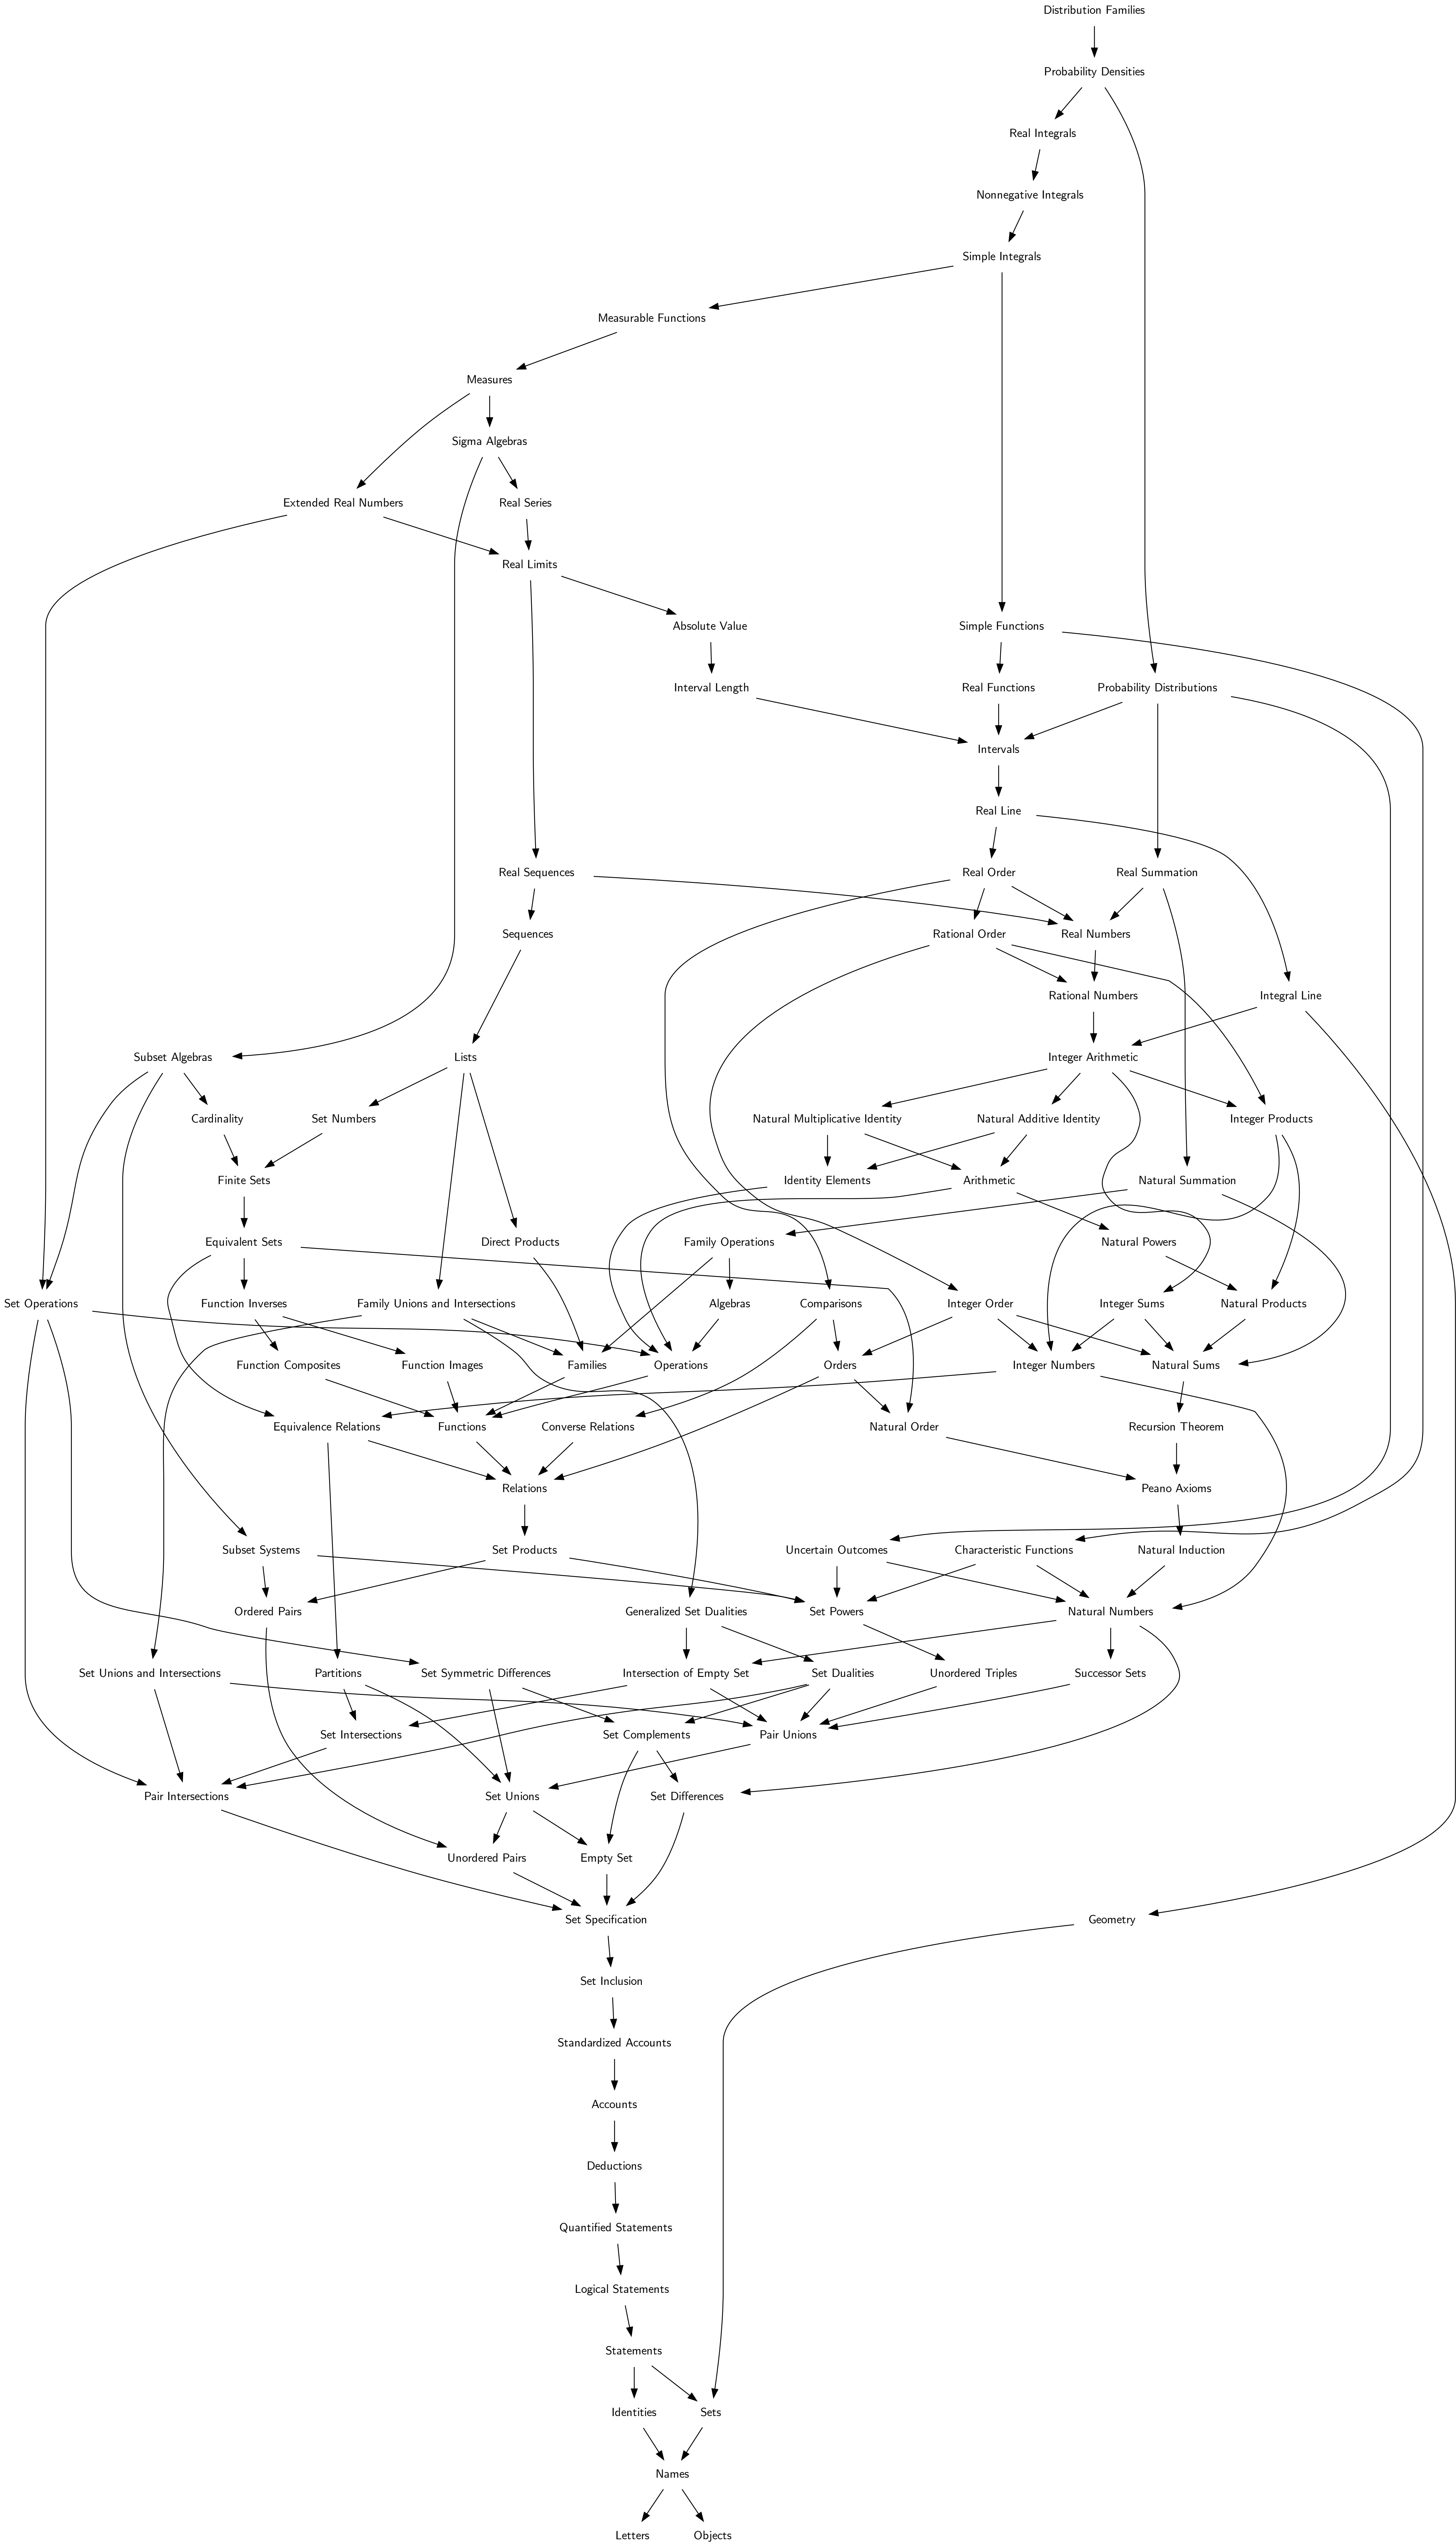 Distribution Families
Probability Densities
Real Integrals
Nonnegative Integrals
Simple Integrals
Measurable Functions
Measures
Sigma Algebras
Extended Real Numbers
Real Series
Real Limits
Absolute Value
Simple Functions
Interval Length
Real Functions
Probability Distributions
Intervals
Real Line
Real Sequences
Real Order
Real Summation
Sequences
Rational Order
Real Numbers
Rational Numbers
Integral Line
Subset Algebras
Lists
Integer Arithmetic
Cardinality
Set Numbers
Natural Multiplicative Identity
Natural Additive Identity
Integer Products
Finite Sets
Identity Elements
Arithmetic
Natural Summation
Equivalent Sets
Direct Products
Family Operations
Natural Powers
Set Operations
Function Inverses
Family Unions and Intersections
Algebras
Comparisons
Integer Order
Integer Sums
Natural Products
Function Composites
Function Images
Families
Operations
Orders
Integer Numbers
Natural Sums
Equivalence Relations
Functions
Converse Relations
Natural Order
Recursion Theorem
Relations
Peano Axioms
Subset Systems
Set Products
Uncertain Outcomes
Characteristic Functions
Natural Induction
Ordered Pairs
Generalized Set Dualities
Set Powers
Natural Numbers
Set Unions and Intersections
Partitions
Set Symmetric Differences
Intersection of Empty Set
Set Dualities
Unordered Triples
Successor Sets
Set Intersections
Set Complements
Pair Unions
Pair Intersections
Set Unions
Set Differences
Unordered Pairs
Empty Set
Set Specification
Geometry
Set Inclusion
Standardized Accounts
Accounts
Deductions
Quantified Statements
Logical Statements
Statements
Identities
Sets
Names
Letters
Objects